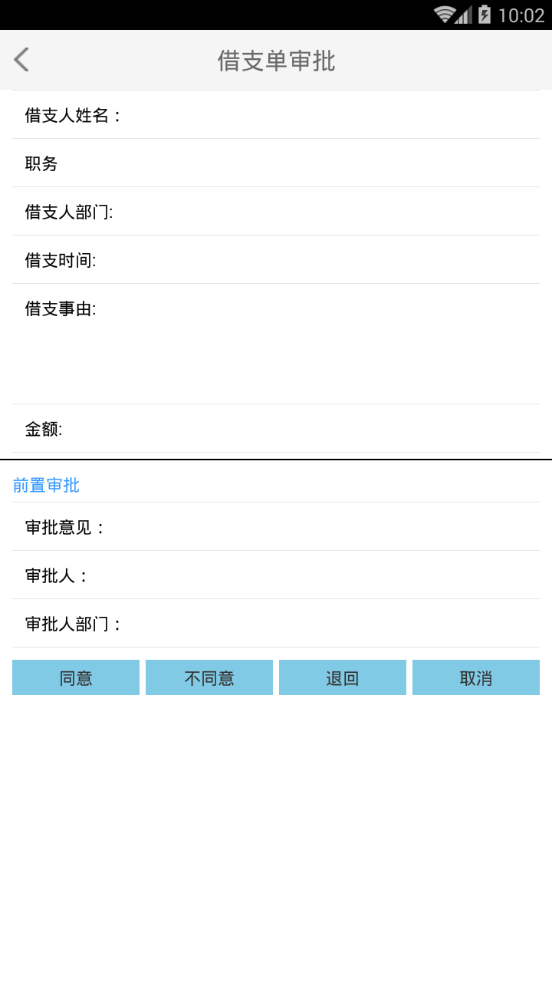 10:02
借支单审批
借支人姓名：
职务
借支人部门:
借支时间:
借支事由:
金额:
前置审批
审批意见：
审批人：
审批人部门：
同意 不同意 退回 取消